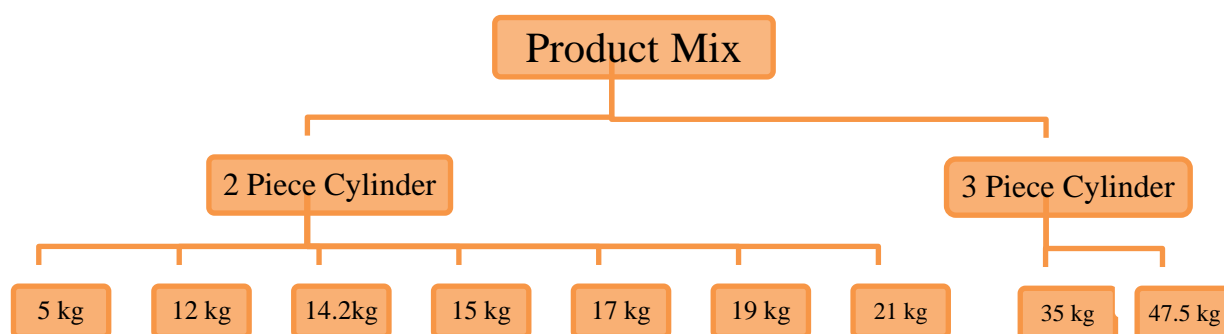 Product Mix
2 Piece Cylinder
3 Piece Cylinder
5 kg
12 kg
14.2kg
15 kg
17 kg
19 kg
21 kg
35 kg
47.5 kg